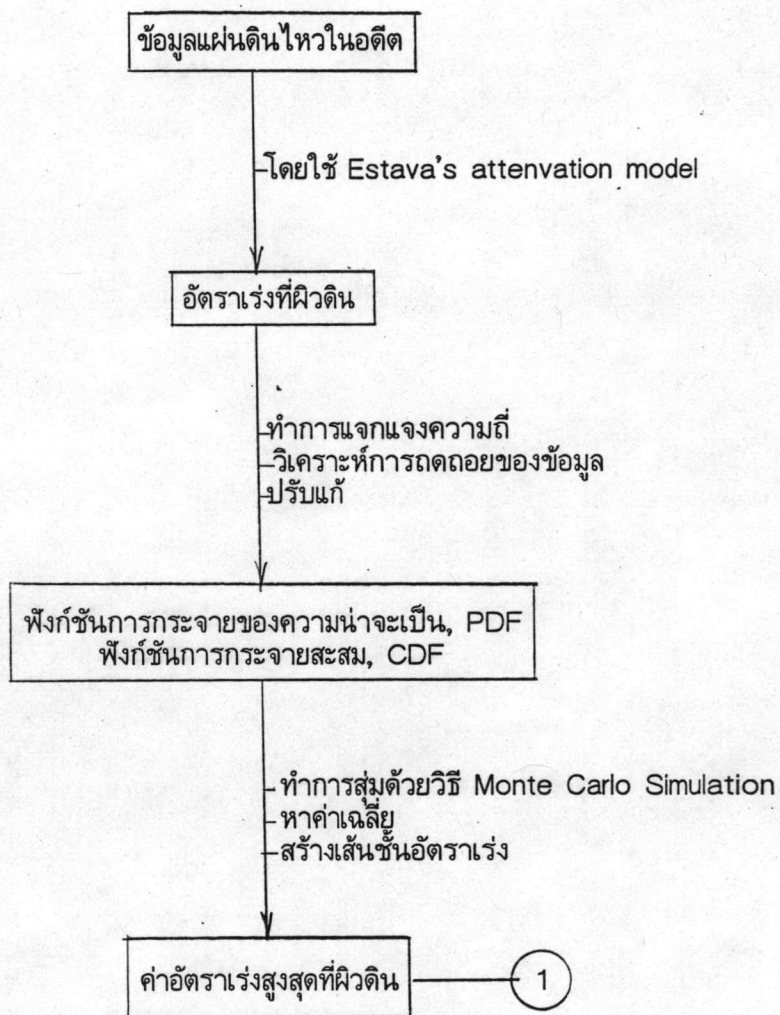 ข้อมูลแผ่นดินไหวในอดีต
โดยใช้ Estava's attenvation model
อัตราเร่งที่ผิวดิน
ทำการแจกแจงความถี่
วิเคราะห์การถดถอยของข้อมูล
ปรับแก้
ฟังก์ชันการกระจายของความน่าจะเป็น, PDF
ฟังก์ชันการกระจายสะสม, CDF
ทำการสุ่มด้วยวิธี Monte Carlo Simulation
หาค่าเฉลี่ย
สร้างเส้นชั้นอัตราเร่ง
ค่าอัตราเร่งสูงสุดที่ผิวดิน
1